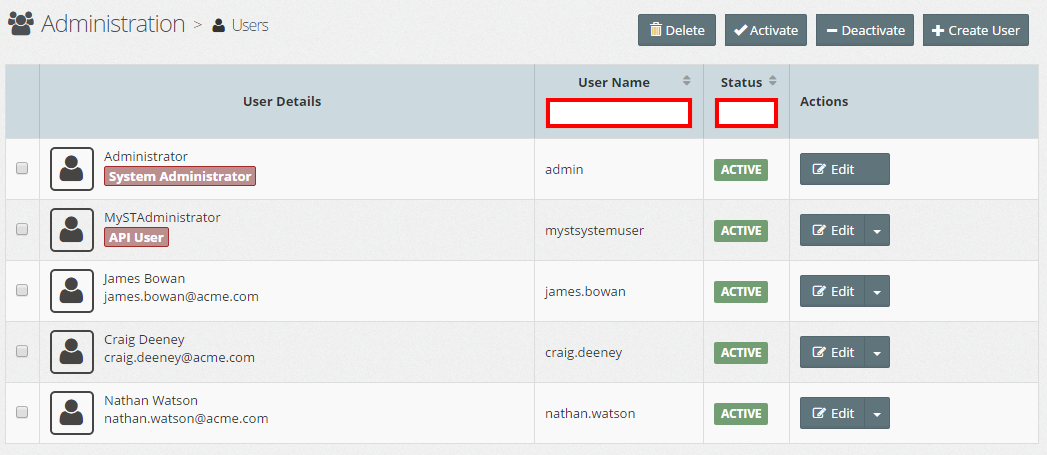 Administration > Users
Delete
Activate
Deactivate
Create User
User Details
User Name
Status
Actions
Administrator
System Administrator
admin
ACTIVE
Edit
MySTAdministrator
API User
mystsystemuser
ACTIVE
Edit
James Bowan
james.bowan@acme.com
james.bowan
ACTIVE
Edit
Craig Deeney
craig.deeney@acme.com
craig.deeney
ACTIVE
Edit
Nathan Watson
nathan.watson@acme.com
nathan.watson
ACTIVE
Edit